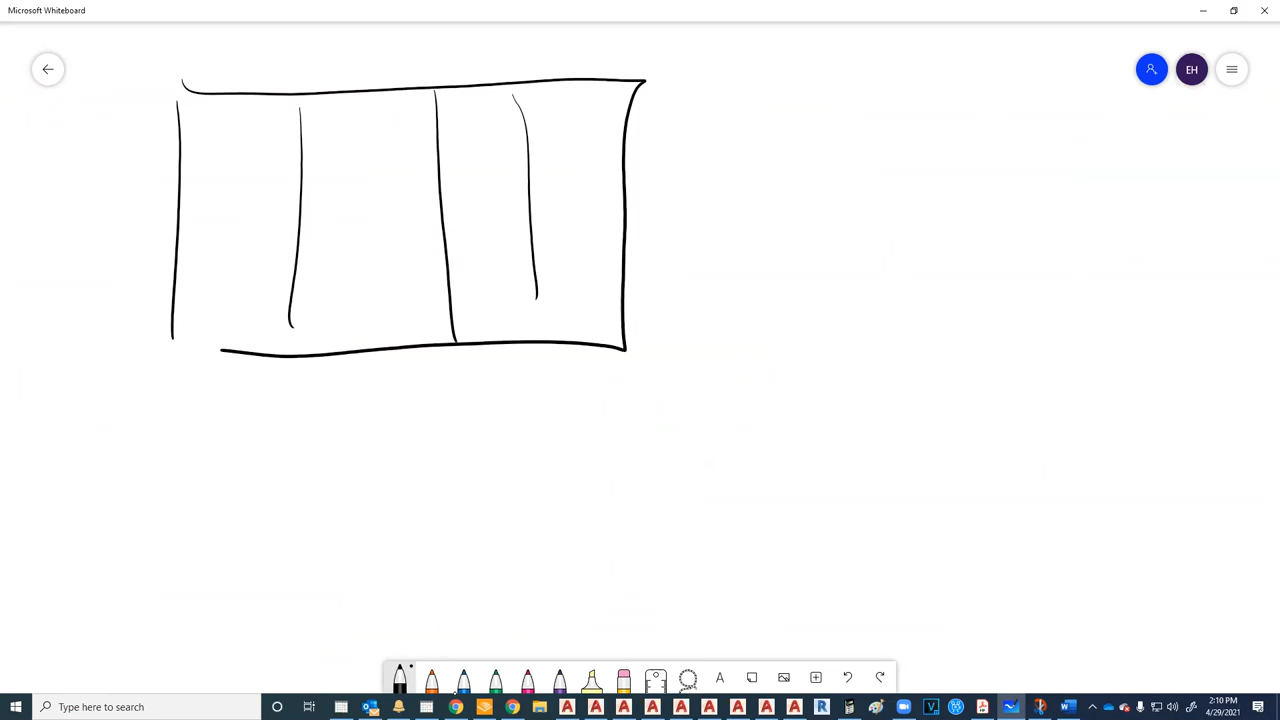 Microsoft Whiteboard
EH
A
Type here to search
2:10 PM
4/29/2021